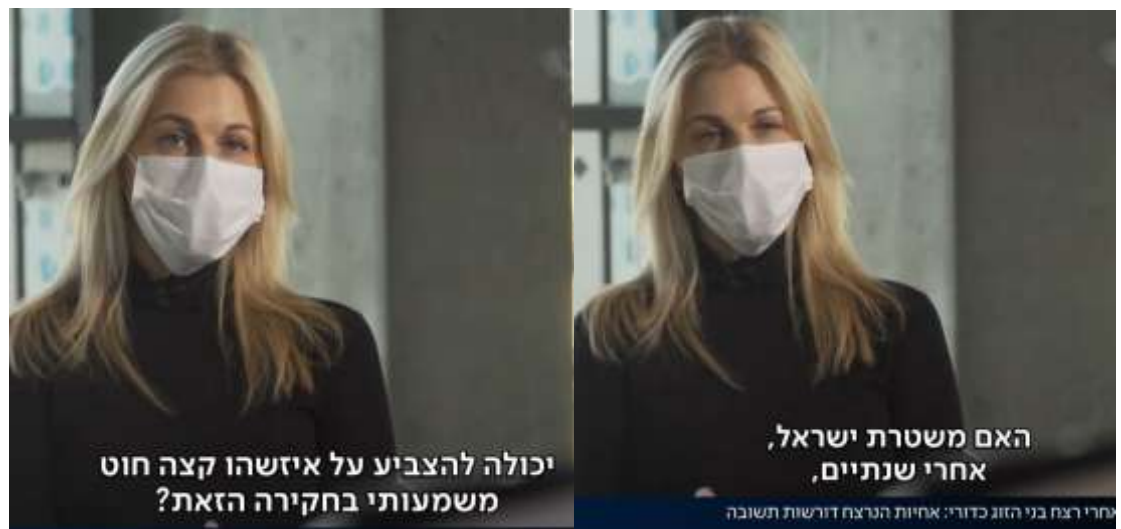 האם משטרת ישראל,
אחרי שנתיים,
אחרי רצח בני הזוג כדורי: אחיות הנרצח דורשות תשובה
יכולה להצביע על איזשהו קצה חוט
משמעותי בחקירה הזאת?